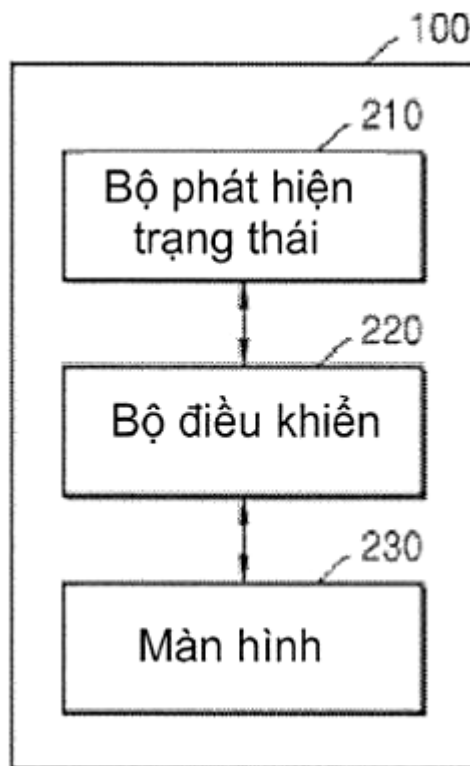 100
210
Bộ phát hiện
trạng thái
220
Bộ điều khiển
230
Màn hình